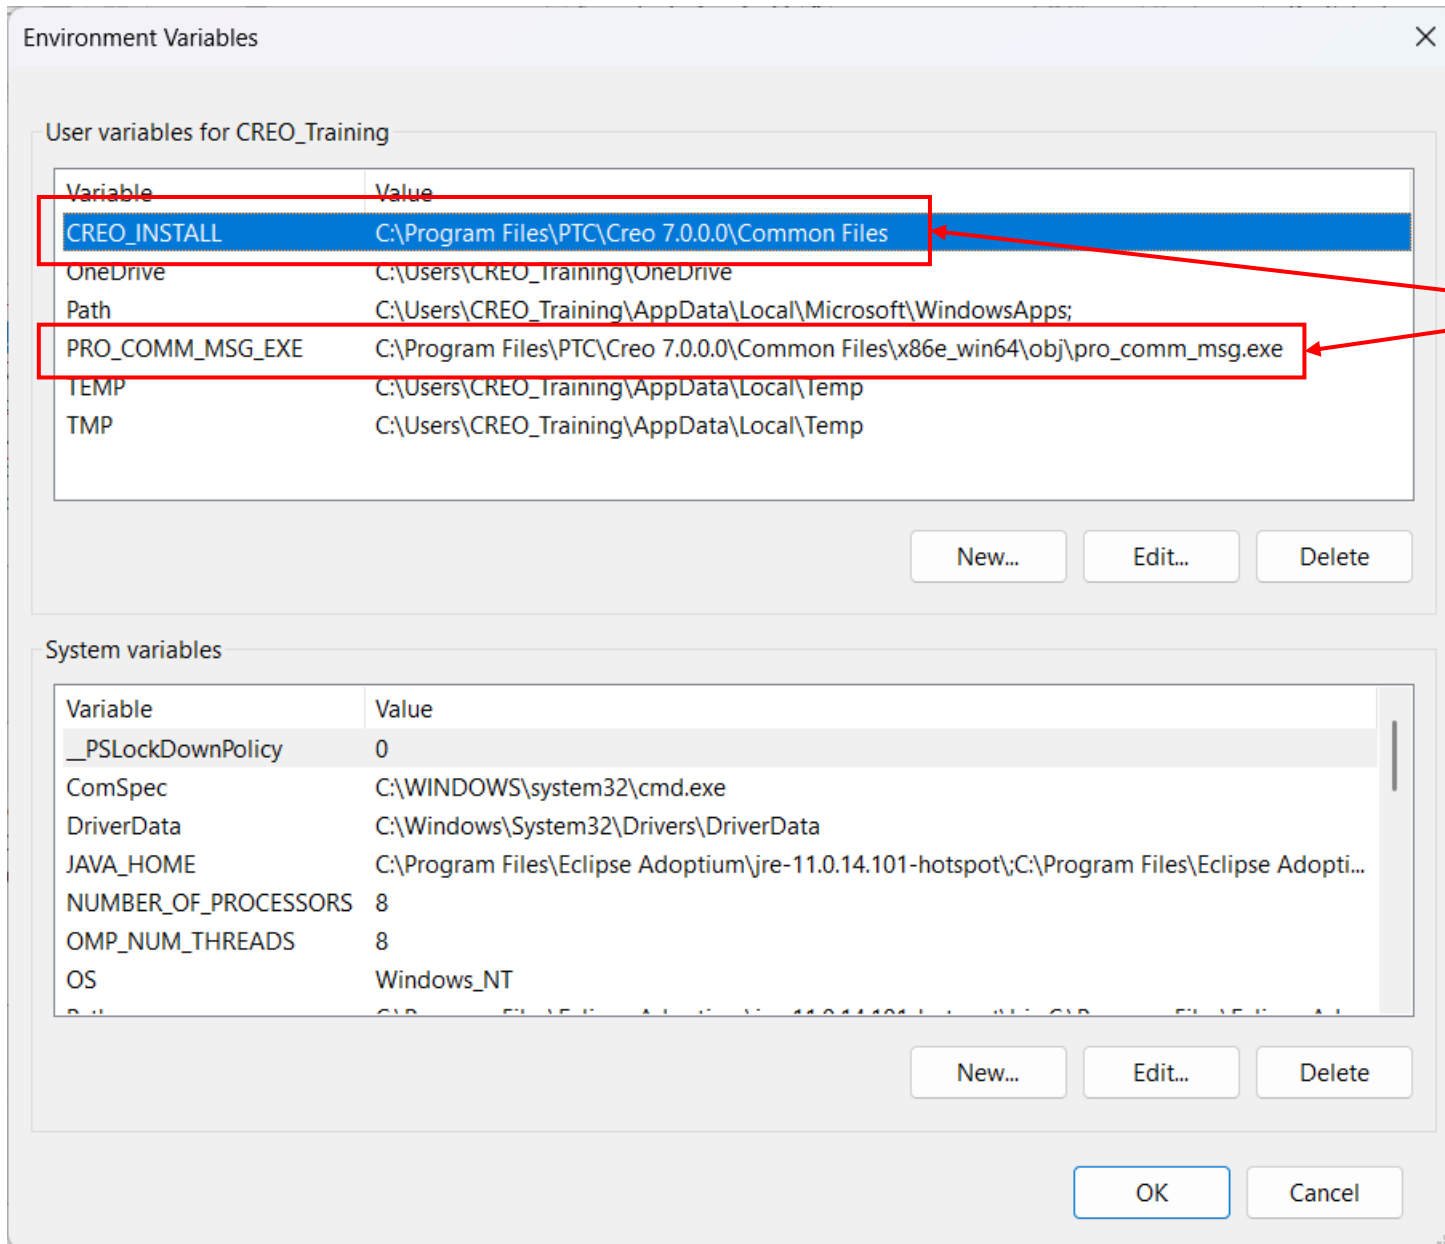 Environment Variables
User variables for CREO_Training
Variable Value
CREO_INSTALL C:\Program Files\PTC\Creo 7.0.0.0\Common Files
OneDrive C:\Users\CREO_Training\OneDrive
Path C:\Users\CREO_Training\AppData\Local\Microsoft\WindowsApps;
PRO_COMM_MSG_EXE C:\Program Files\PTC\Creo 7.0.0.0\Common Files\x86e_win64\obj\pro_comm_msg.exe
TEMP C:\Users\CREO_Training\AppData\Local\Temp
TMP C:\Users\CREO_Training\AppData\Local\Temp
New... Edit... Delete
System variables
Variable Value
__PSLockDownPolicy 0
ComSpec C:\WINDOWS\system32\cmd.exe
DriverData C:\Windows\System32\Drivers\DriverData
JAVA_HOME C:\Program Files\Eclipse Adoptium\jre-11.0.14.101-hotspot\;C:\Program Files\Eclipse Adopti...
NUMBER_OF_PROCESSORS 8
OMP_NUM_THREADS 8
OS Windows_NT
New... Edit... Delete
OK Cancel